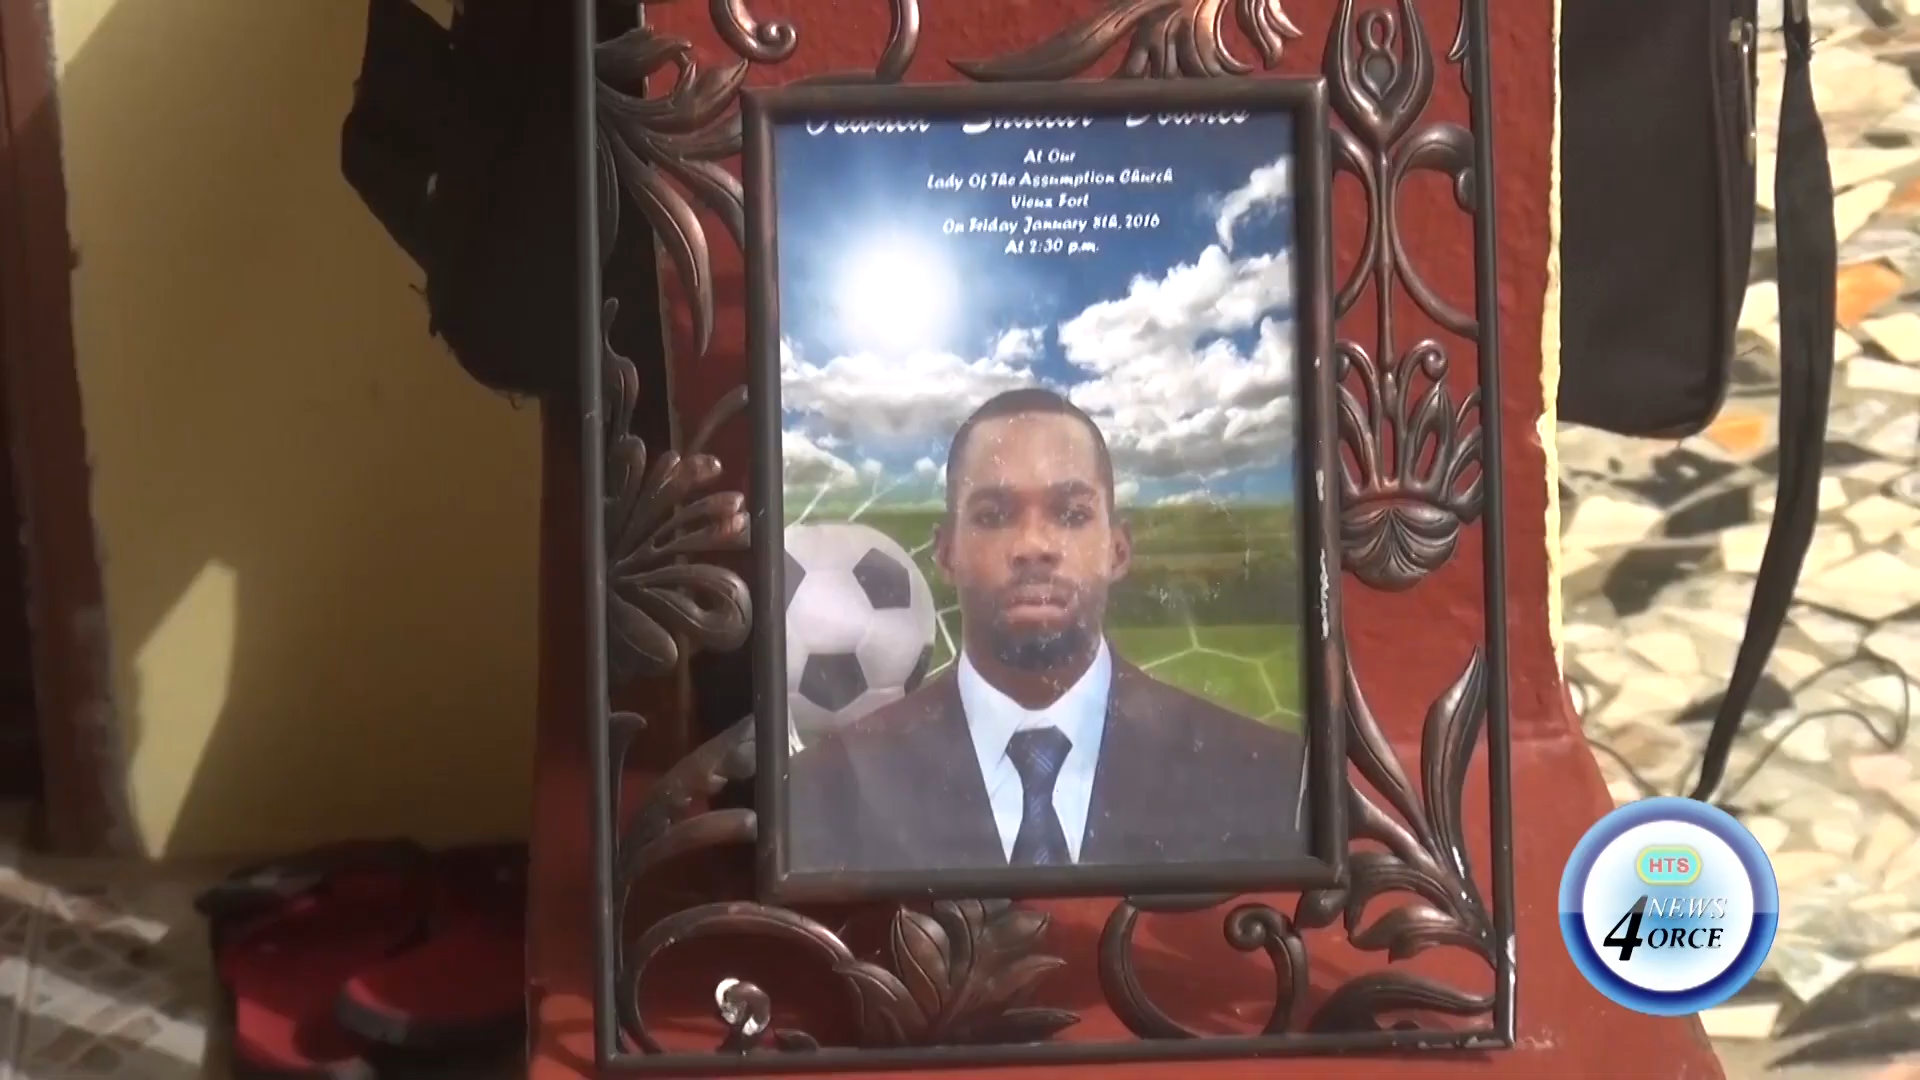 At Our
Lady Of The Assumption Church
Vieux Fort
On Friday January 8th, 2016
At 2:30 p.m.
HTS
NEWS
4ORCE